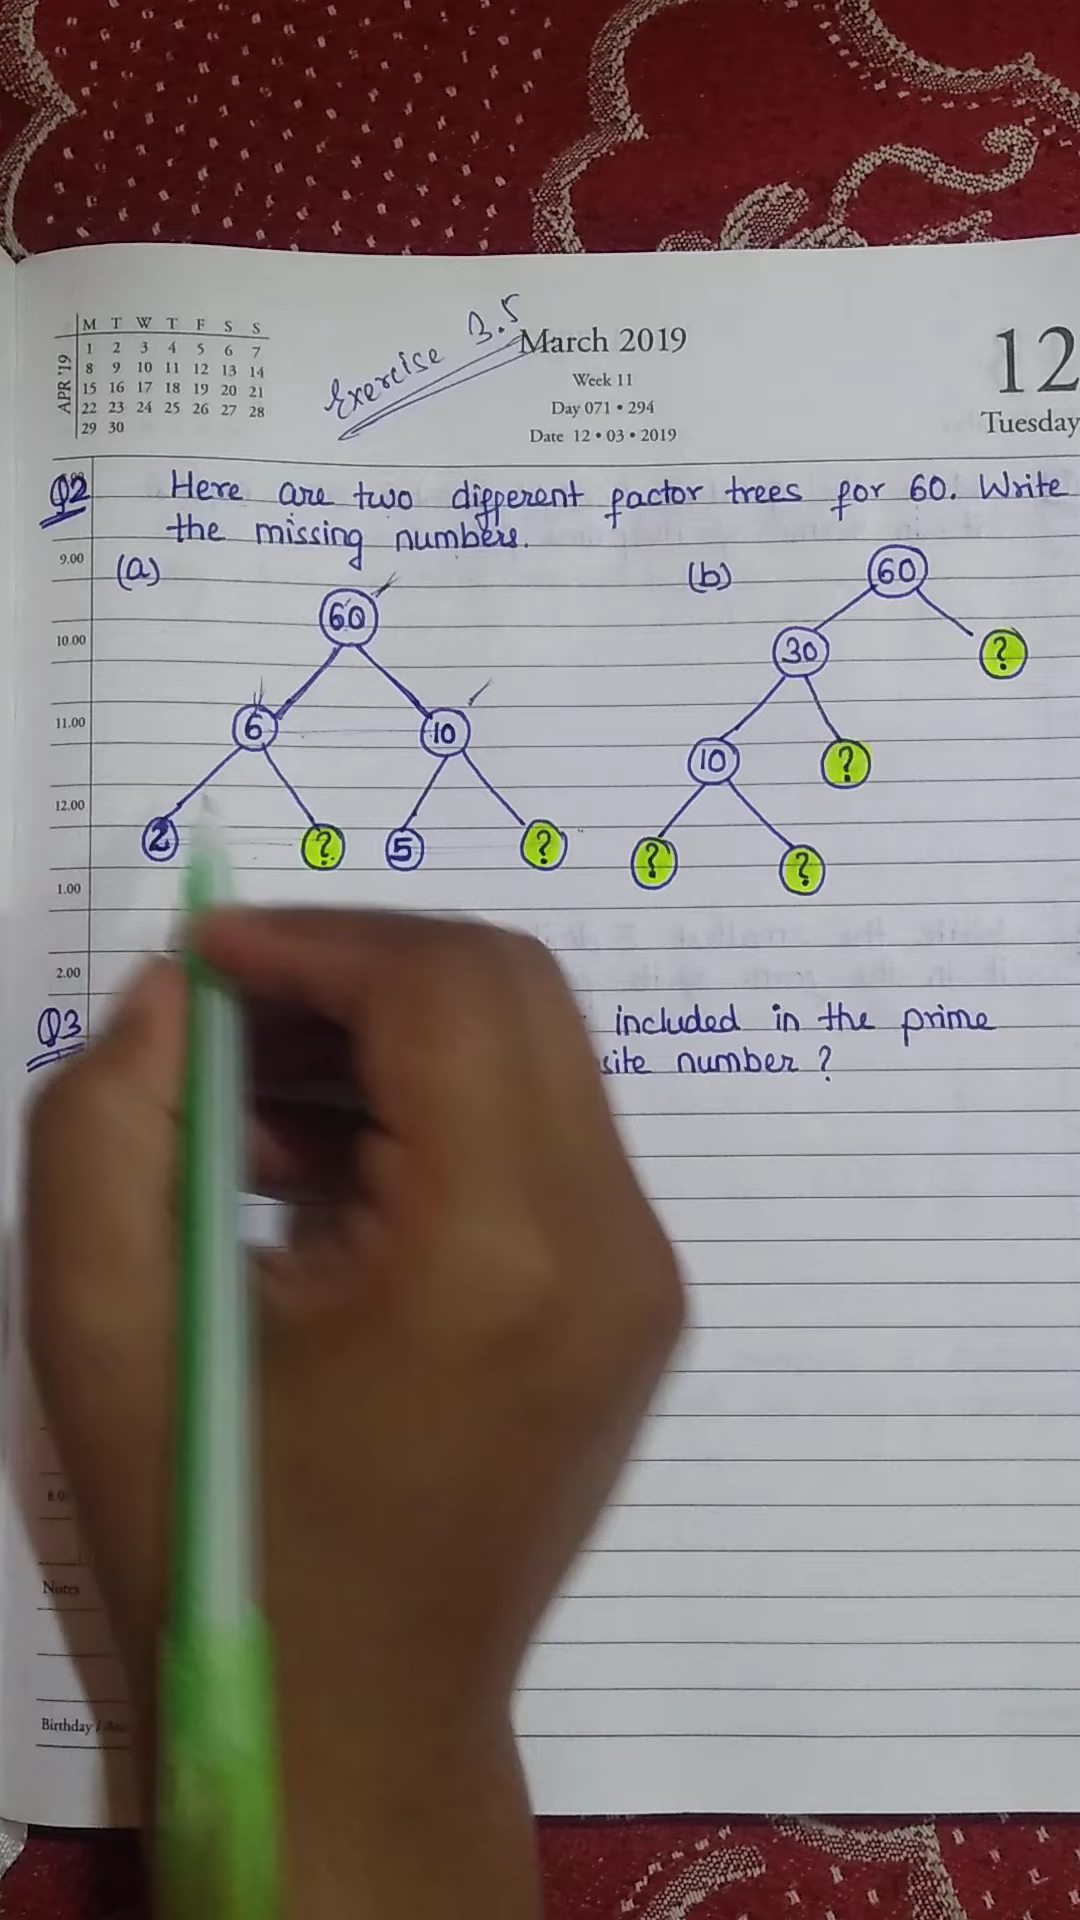 M T W T F S S
APR '19
1 2 3 4 5 6 7
8 9 10 11 12 13 14
15 16 17 18 19 20 21
22 23 24 25 26 27 28
29 30
Exercise 3.5
March 2019
Week 11
Day 071 • 294
Date 12 • 03 • 2019
12
Tuesday
Q2 Here are two different factor trees for 60. Write
the missing numbers.
9.00
(a)
60
6 10
2 ? 5 ?
(b)
60
30 ?
10 ?
? ?
10.00
11.00
12.00
1.00
2.00
Q3 included in the prime
site number ?
Notes
Birthday /